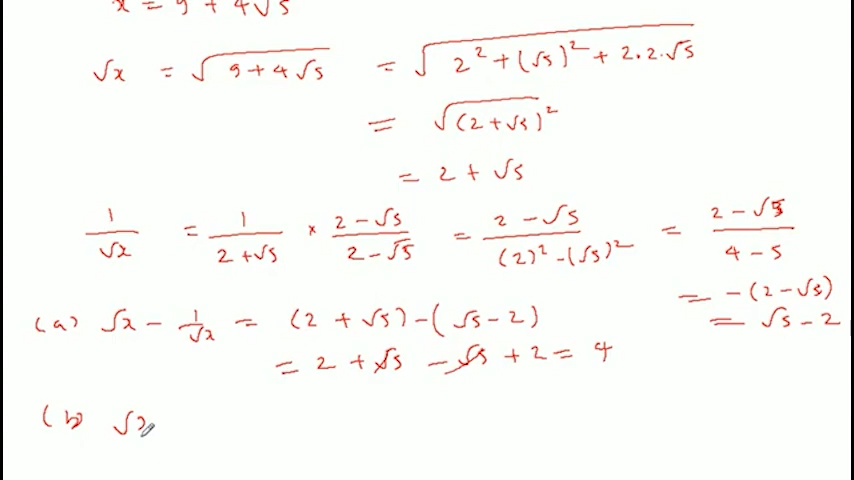 x = 9 + 4√5
√x = √(9+4√5) = √(2² + (√5)² + 2·2·√5)
= √(2+√5)²
= 2 + √5
1/√x = 1/(2+√5) × (2-√5)/(2-√5) = (2-√5)/((2)²-(√5)²) = (2-√5)/(4-5)
= -(2-√5)
= √5-2
(a) √x - 1/√x = (2 + √5) - (√5-2)
= 2 + √5 - √5 + 2 = 4
(b)